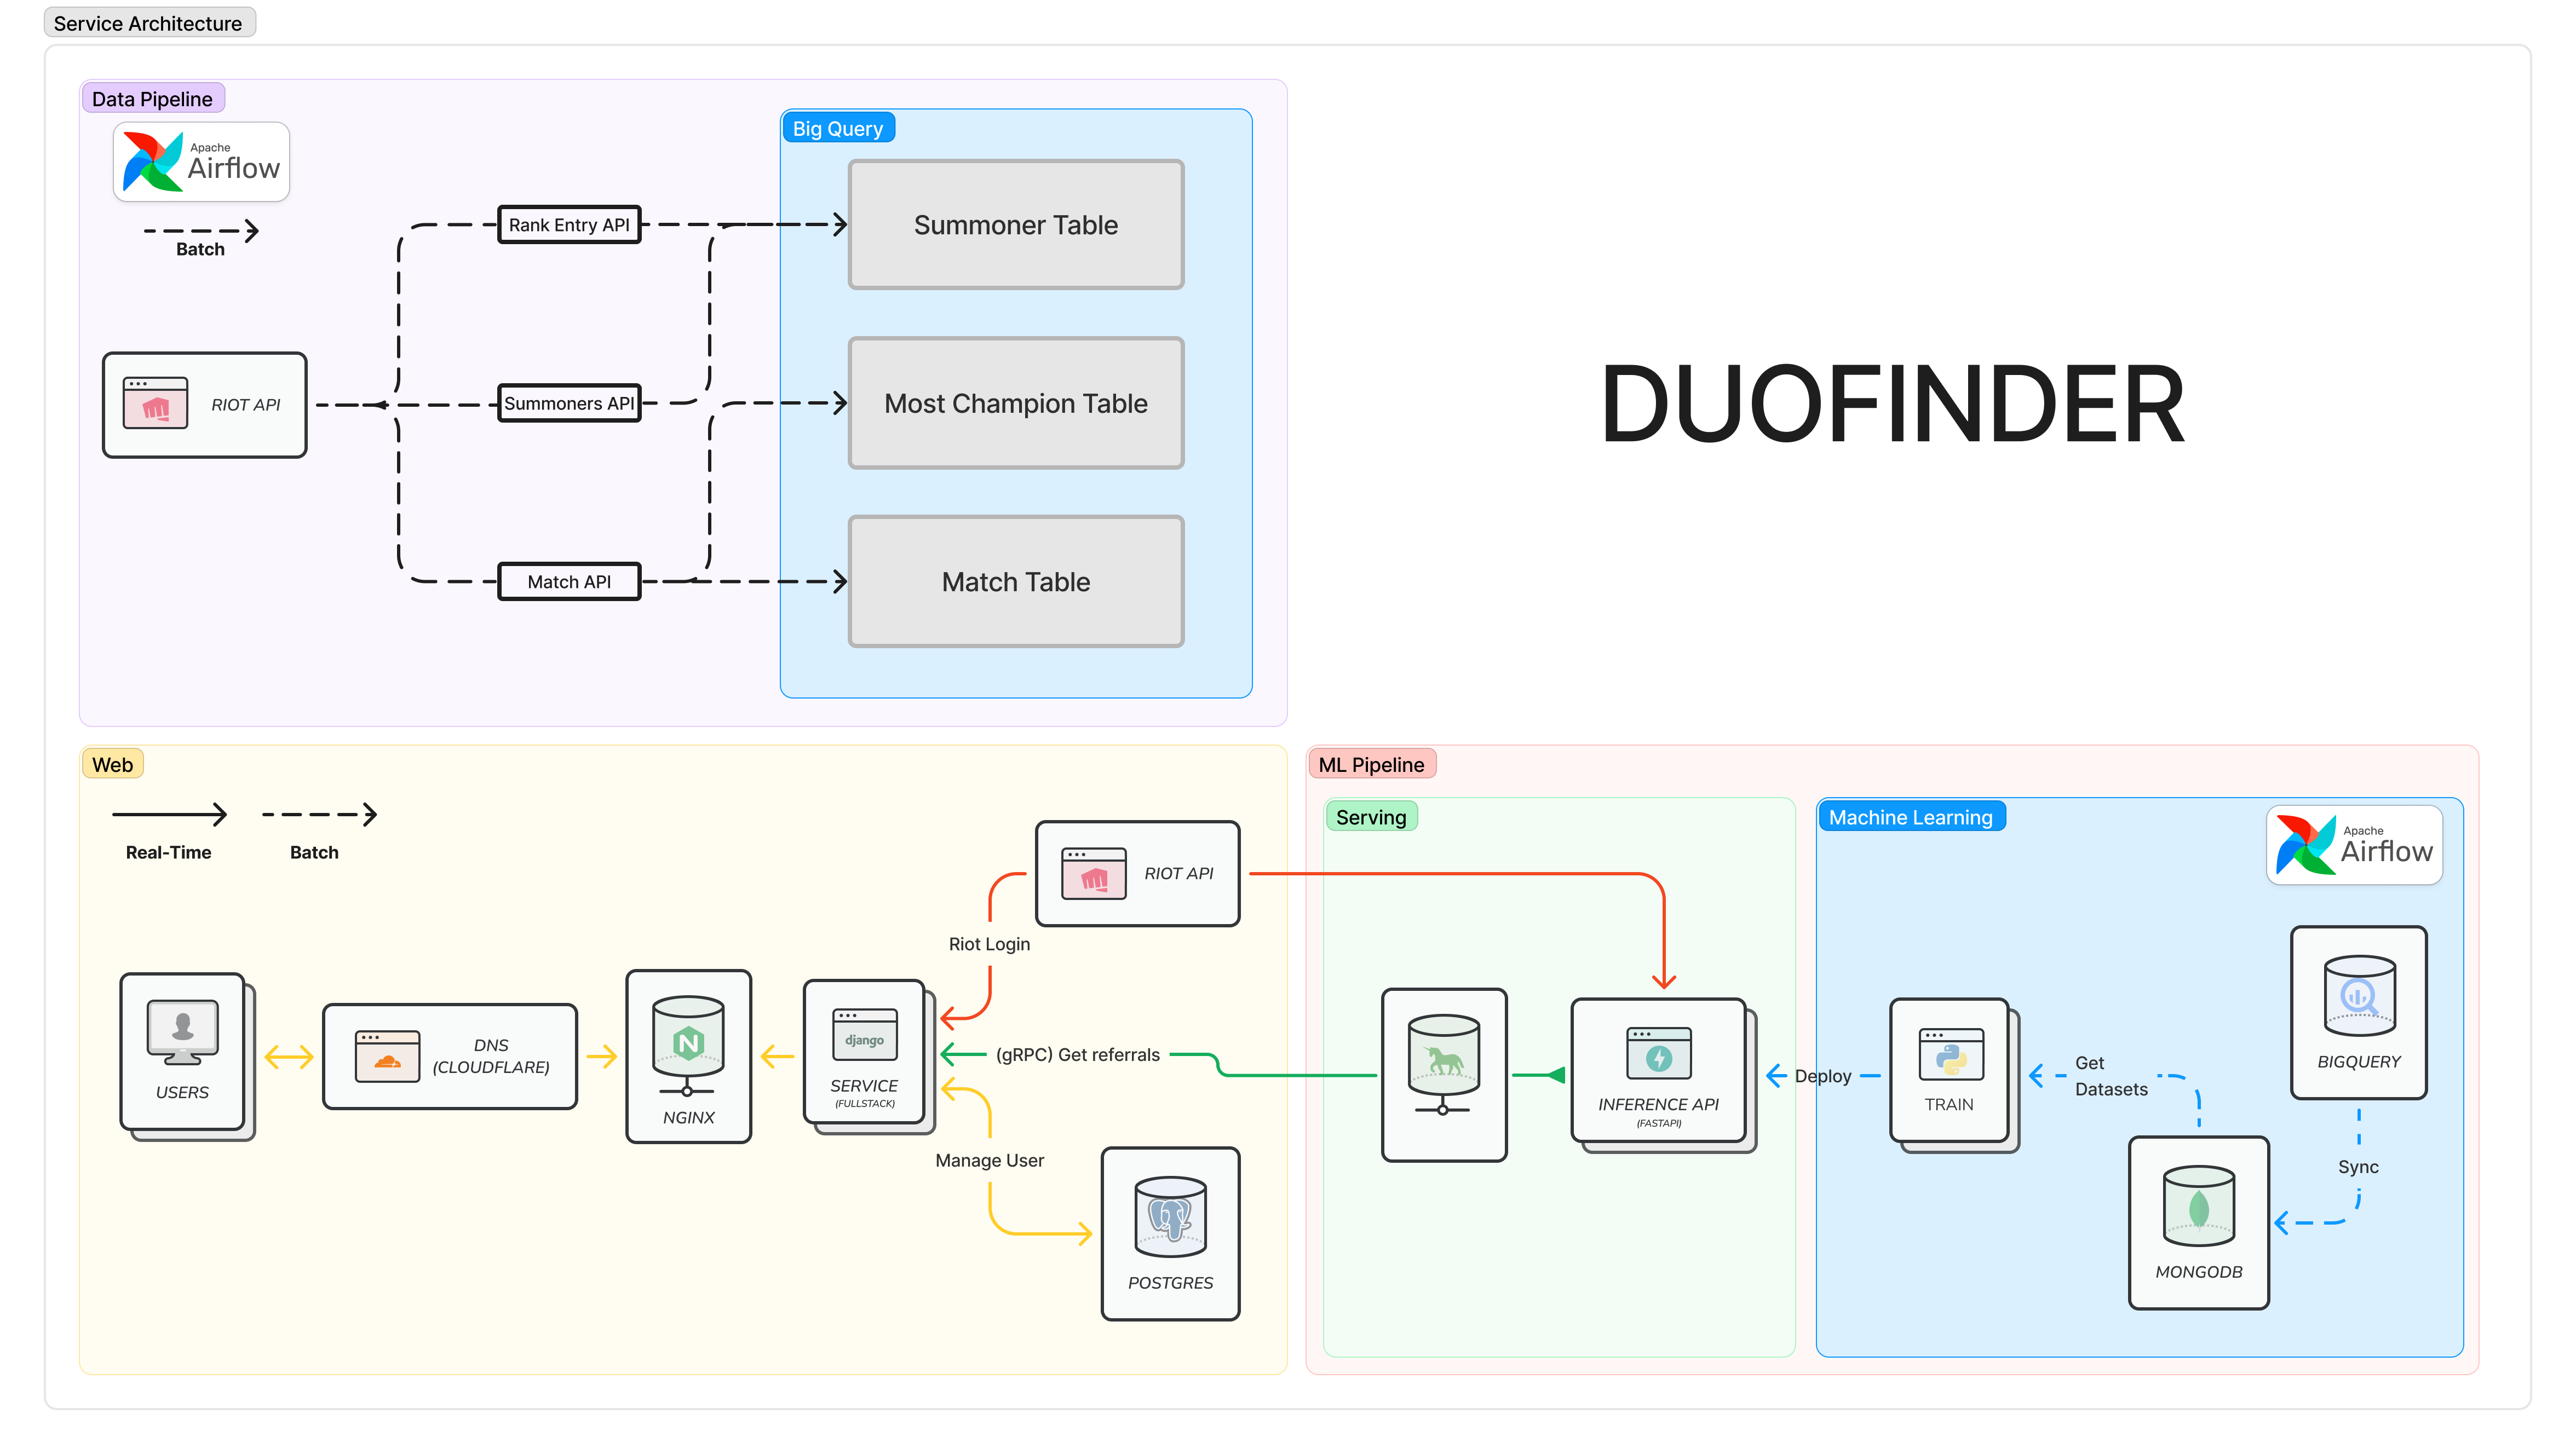 Service Architecture
Data Pipeline
Apache
Airflow
Batch
Big Query
Rank Entry API
Summoner Table
RIOT API
Summoners API
Most Champion Table
DUOFINDER
Match API
Match Table
Web
Real-Time
Batch
RIOT API
Riot Login
USERS
DNS
(CLOUDFLARE)
N
NGINX
django
SERVICE
(FULLSTACK)
(gRPC) Get referrals
Manage User
POSTGRES
ML Pipeline
Serving
INFERENCE API
(FASTAPI)
Machine Learning
Apache
Airflow
Deploy
TRAIN
Get
Datasets
BIGQUERY
Sync
MONGODB